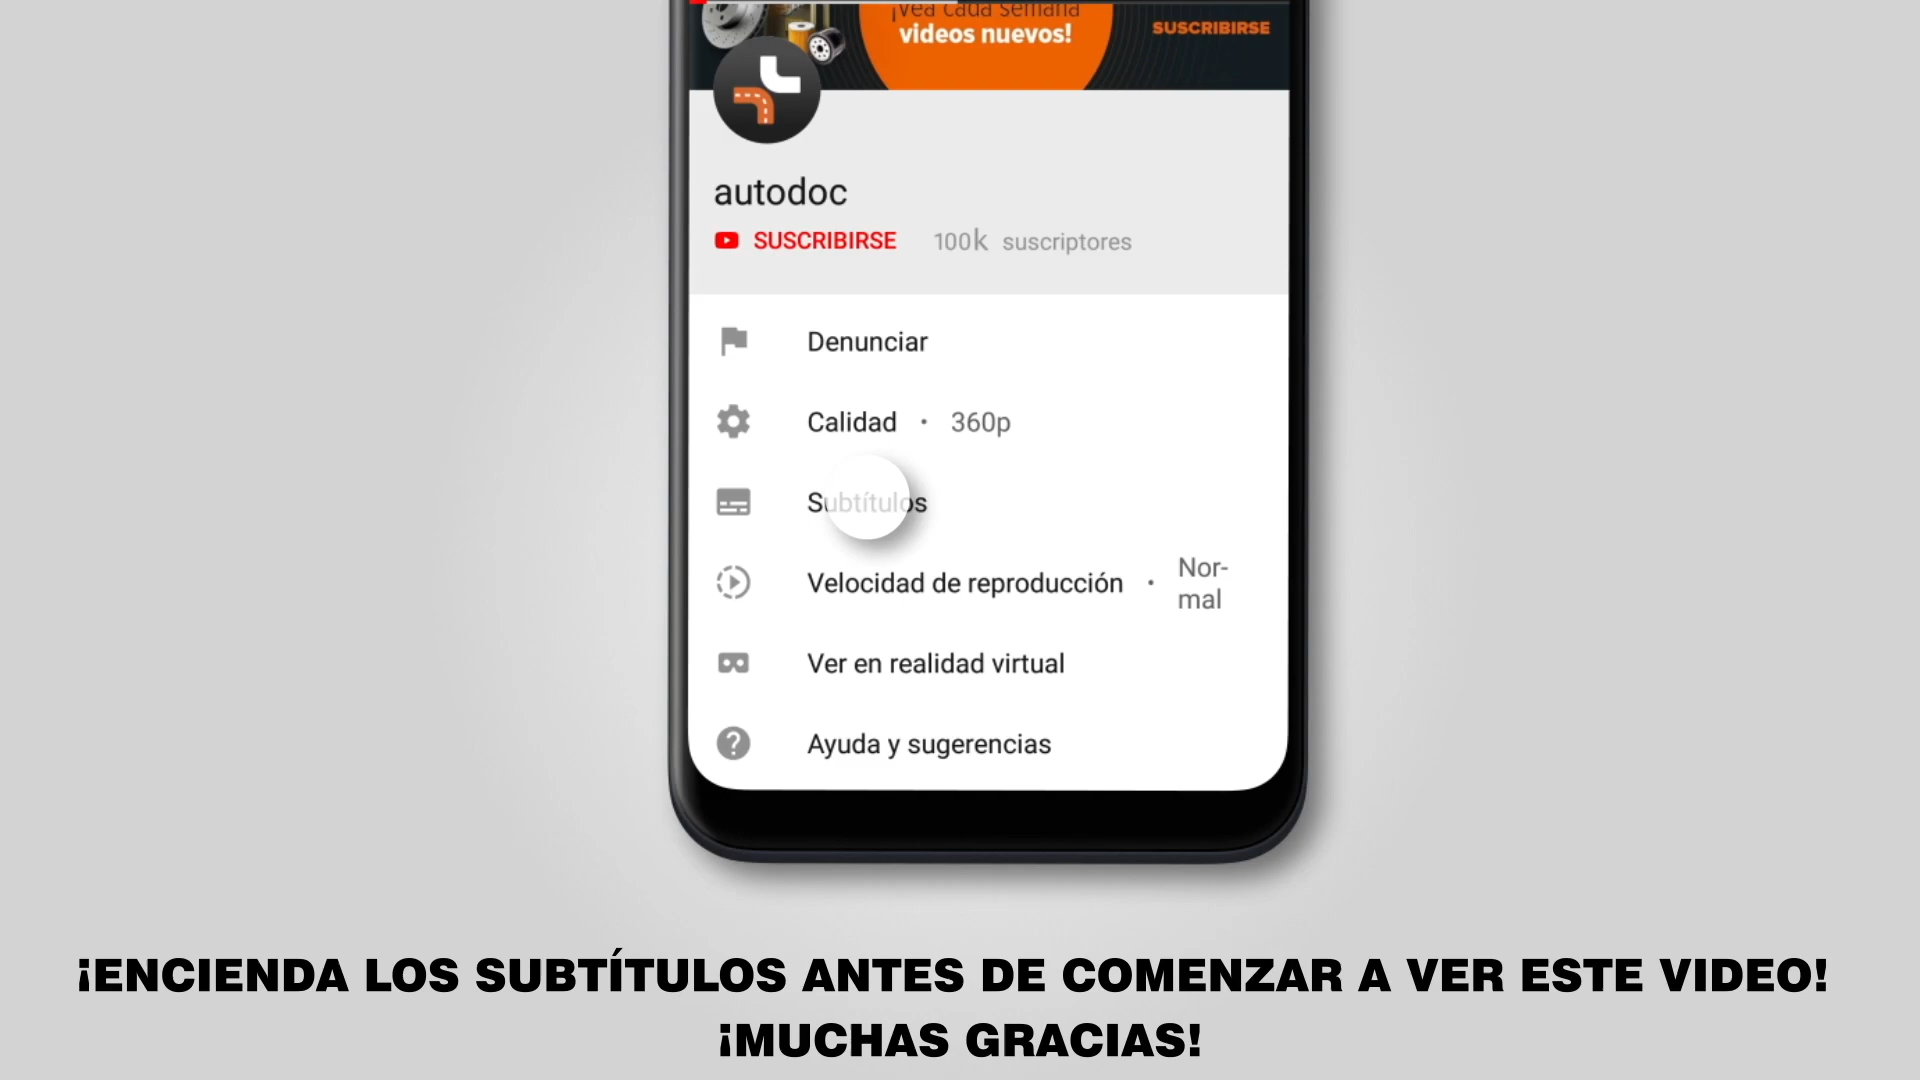 ¡Vea cada semana
videos nuevos!
SUSCRIBIRSE
autodoc
SUSCRIBIRSE 100k suscriptores
Denunciar
Calidad • 360p
Subtítulos
Velocidad de reproducción • Nor-
mal
Ver en realidad virtual
Ayuda y sugerencias
¡ENCIENDA LOS SUBTÍTULOS ANTES DE COMENZAR A VER ESTE VIDEO!
¡MUCHAS GRACIAS!